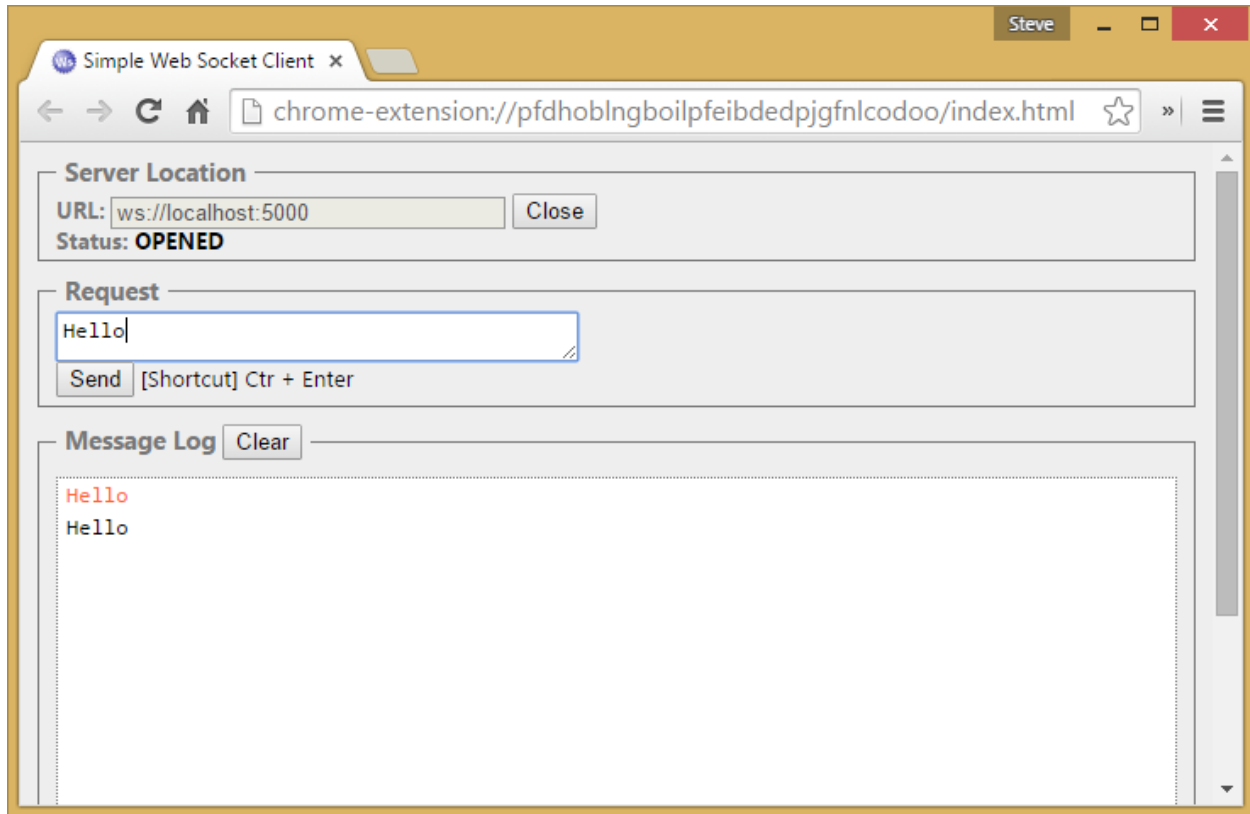 Steve
Ws Simple Web Socket Client
chrome-extension://pfdhoblngboilpfeibdedpjgfnlcodoo/index.html
Server Location
URL: ws://localhost:5000 Close
Status: OPENED
Request
Hello
Send [Shortcut] Ctr + Enter
Message Log Clear
Hello
Hello